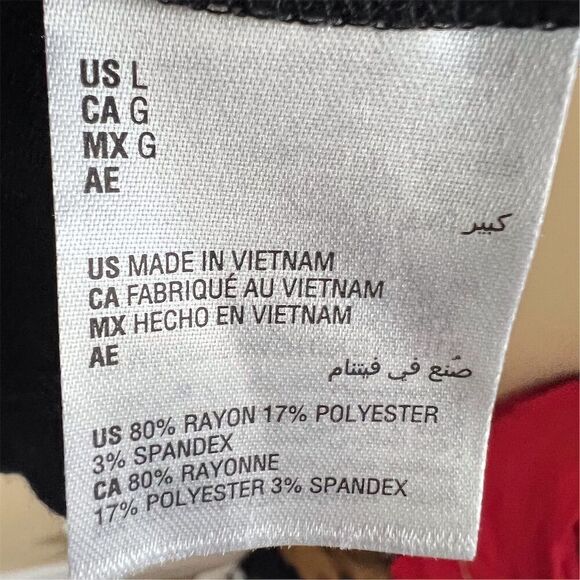 US L
CA G
MX G
AE
كبير
US MADE IN VIETNAM
CA FABRIQUÉ AU VIETNAM
MX HECHO EN VIETNAM
AE
صُنع في فيتنام
US 80% RAYON 17% POLYESTER
3% SPANDEX
CA 80% RAYONNE
17% POLYESTER 3% SPANDEX